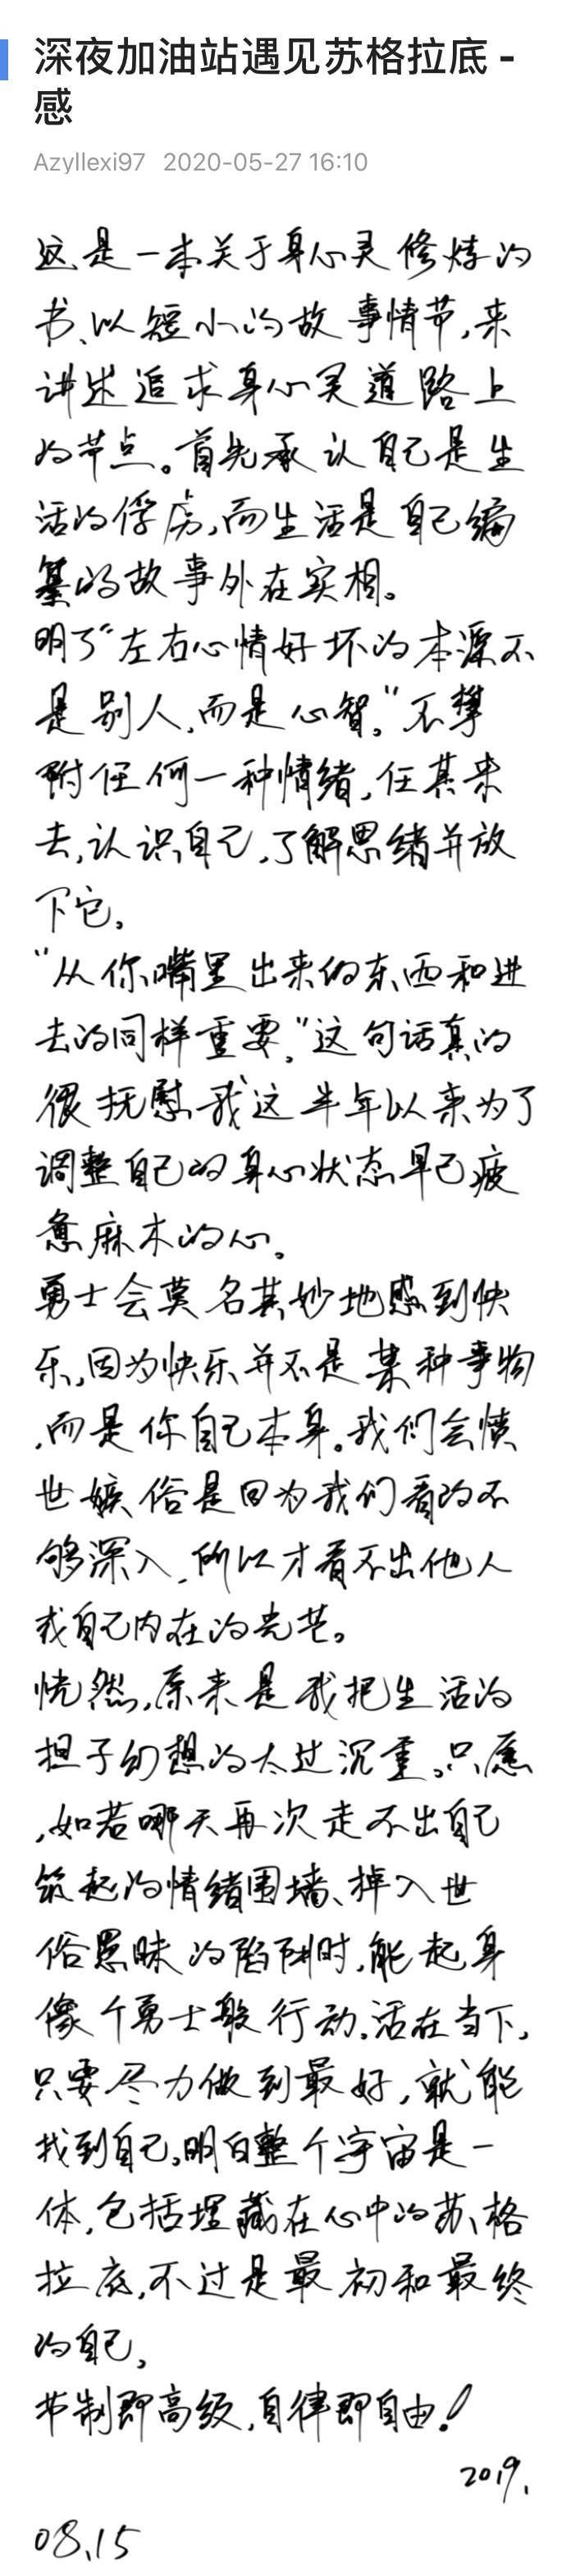 深夜加油站遇见苏格拉底 -
感
Azyllexi97 2020-05-27 16:10
这是一本关于身心灵修炼的
书、以短小的故事情节,来
讲述追求身心灵道路上
的节点。首先承认自己是生
活的俘虏,而生活是自己编
纂的故事外在实相。
明了“左右心情好坏的本源不
是别人,而是心智。”不攀
附任何一种情绪,任其来
去,认识自己,了解思绪并放
下它。
“从你嘴里出来的东西和进
去的同样重要。”这句话真的
很抚慰我这半年以来为了
调整自己的身心状态早已疲
惫麻木的心。
勇士会莫名其妙地感到快
乐,因为快乐并不是某种事物
,而是你自己本身。我们会愤
世嫉俗是因为我们看的不
够深入,所以才看不出他人
或自己内在的光芒。
恍然,原来是我把生活的
担子幻想的太过沉重。只愿
,如若哪天再次走不出自己
筑起的情绪围墙、掉入世
俗愚昧的陷阱时,能起身
像个勇士般行动。活在当下,
只要尽力做到最好,就能
找到自己。明白整个宇宙是一
体,包括埋藏在心中的苏格
拉底,不过是最初和最终
的自己。
节制即高级,自律即自由!
2019.
08.15